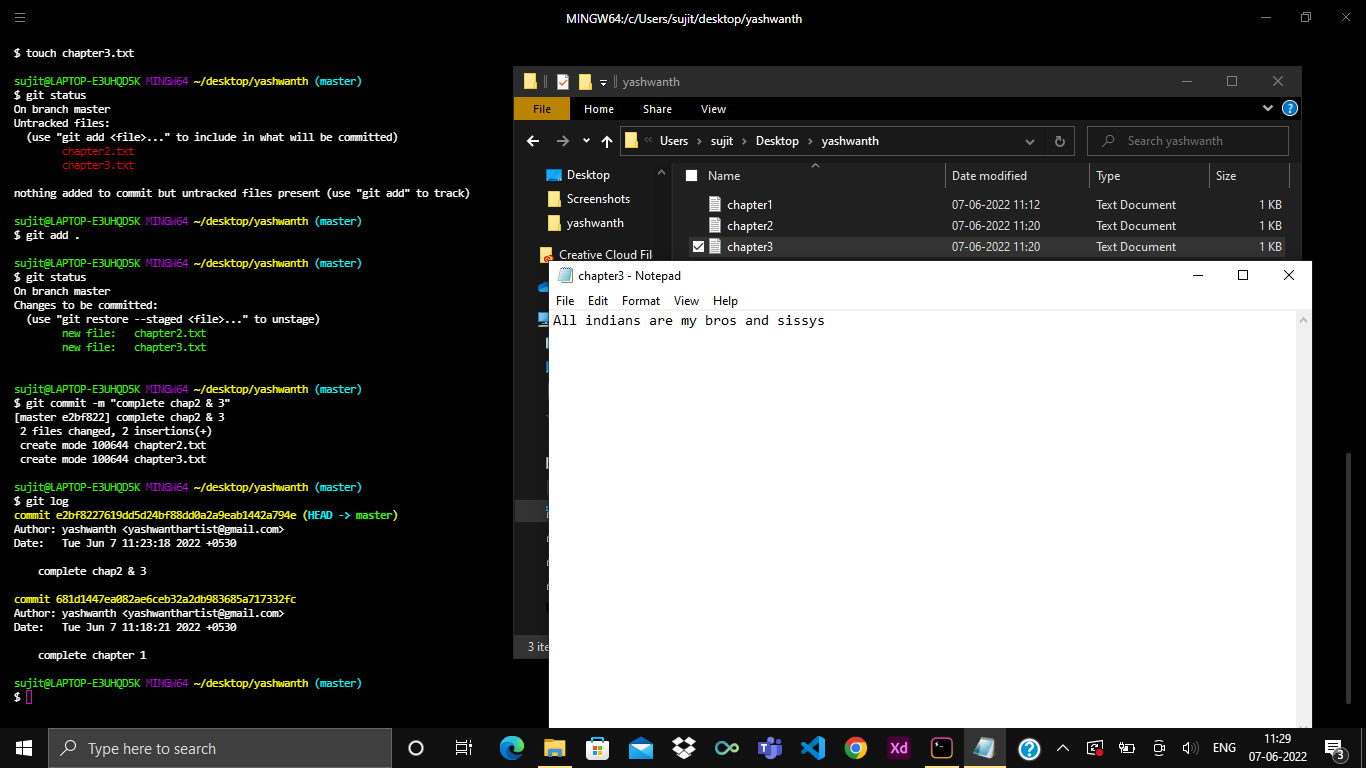 MINGW64:/c/Users/sujit/desktop/yashwanth
$ touch chapter3.txt
sujit@LAPTOP-E3UHQD5K MINGW64 ~/desktop/yashwanth (master)
$ git status
On branch master
Untracked files:
(use "git add <file>..." to include in what will be committed)
chapter2.txt
chapter3.txt
nothing added to commit but untracked files present (use "git add" to track)
sujit@LAPTOP-E3UHQD5K MINGW64 ~/desktop/yashwanth (master)
$ git add .
sujit@LAPTOP-E3UHQD5K MINGW64 ~/desktop/yashwanth (master)
$ git status
On branch master
Changes to be committed:
(use "git restore --staged <file>..." to unstage)
new file:   chapter2.txt
new file:   chapter3.txt
sujit@LAPTOP-E3UHQD5K MINGW64 ~/desktop/yashwanth (master)
$ git commit -m "complete chap2 & 3"
[master e2bf822] complete chap2 & 3
2 files changed, 2 insertions(+)
create mode 100644 chapter2.txt
create mode 100644 chapter3.txt
sujit@LAPTOP-E3UHQD5K MINGW64 ~/desktop/yashwanth (master)
$ git log
commit e2bf8227619dd5d24bf88dd0a2a9eab1442a794e (HEAD -> master)
Author: yashwanth <yashwanthartist@gmail.com>
Date:   Tue Jun 7 11:23:18 2022 +0530
complete chap2 & 3
commit 681d1447ea082ae6ceb32a2db983685a717332fc
Author: yashwanth <yashwanthartist@gmail.com>
Date:   Tue Jun 7 11:18:21 2022 +0530
complete chapter 1
sujit@LAPTOP-E3UHQD5K MINGW64 ~/desktop/yashwanth (master)
$
yashwanth
File Home Share View
Users › sujit › Desktop › yashwanth
Search yashwanth
Desktop
Screenshots
yashwanth
Creative Cloud Fil
Name Date modified Type Size
chapter1 07-06-2022 11:12 Text Document 1 KB
chapter2 07-06-2022 11:20 Text Document 1 KB
chapter3 07-06-2022 11:20 Text Document 1 KB
3 ite
chapter3 - Notepad
File Edit Format View Help
All indians are my bros and sissys
Type here to search
Xd
ENG
11:29
07-06-2022
3